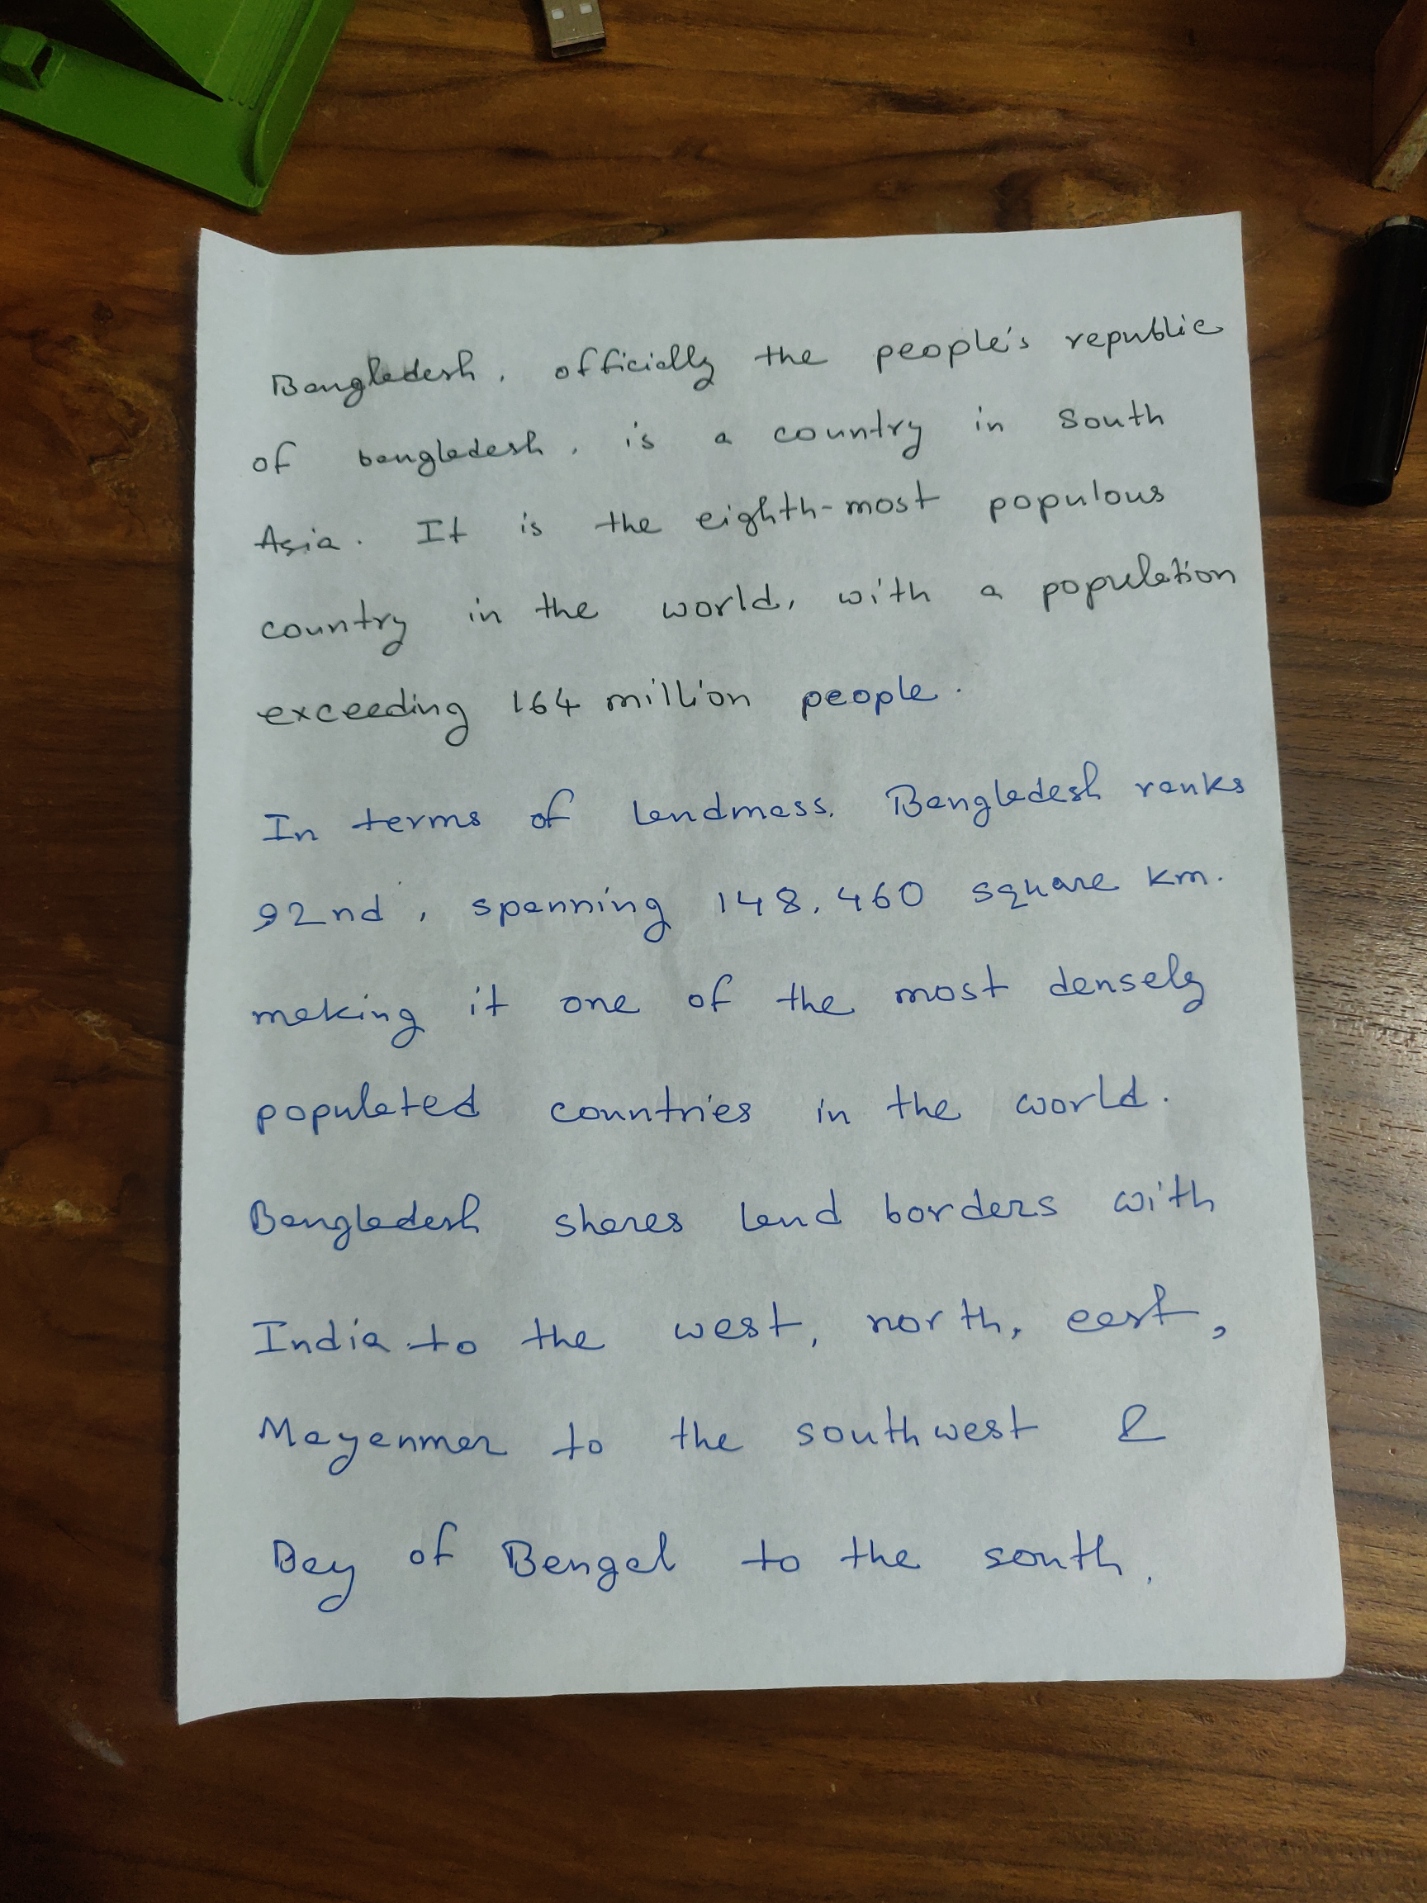 Bangladesh, officially the people's republic
of bangladesh, is a country in South
Asia. It is the eighth-most populous
country in the world, with a population
exceeding 164 million people.
In terms of landmass, Bangladesh ranks
92nd, spanning 148,460 square km.
making it one of the most densely
populated countries in the world.
Bangladesh shares land borders with
India to the west, north, east,
Mayenmar to the southwest &
Bay of Bengal to the south.